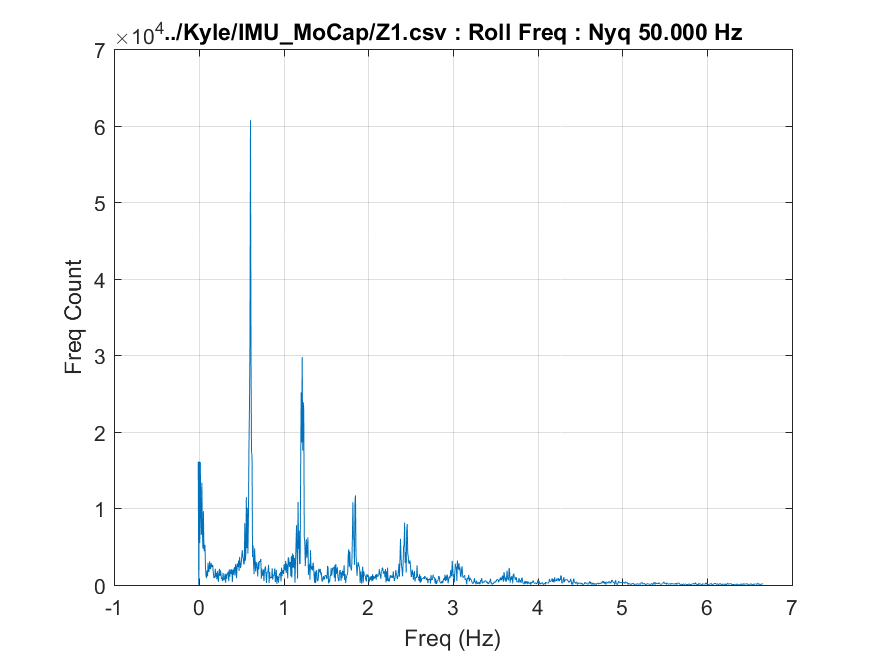 ×10⁴../Kyle/IMU_MoCap/Z1.csv : Roll Freq : Nyq 50.000 Hz
7
6
5
4
3
2
1
0
Freq Count
-1 0 1 2 3 4 5 6 7
Freq (Hz)